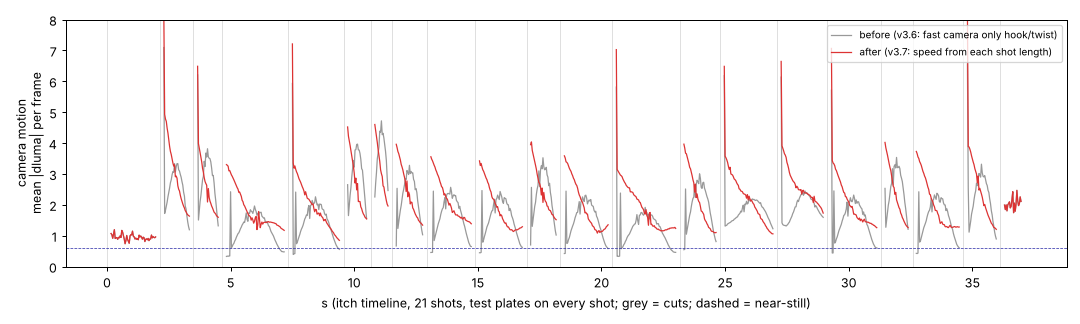 8
7
6
5
4
3
2
1
0
camera motion
mean |dluma| per frame
before (v3.6: fast camera only hook/twist)
after (v3.7: speed from each shot length)
0 5 10 15 20 25 30 35
s (itch timeline, 21 shots, test plates on every shot; grey = cuts; dashed = near-still)